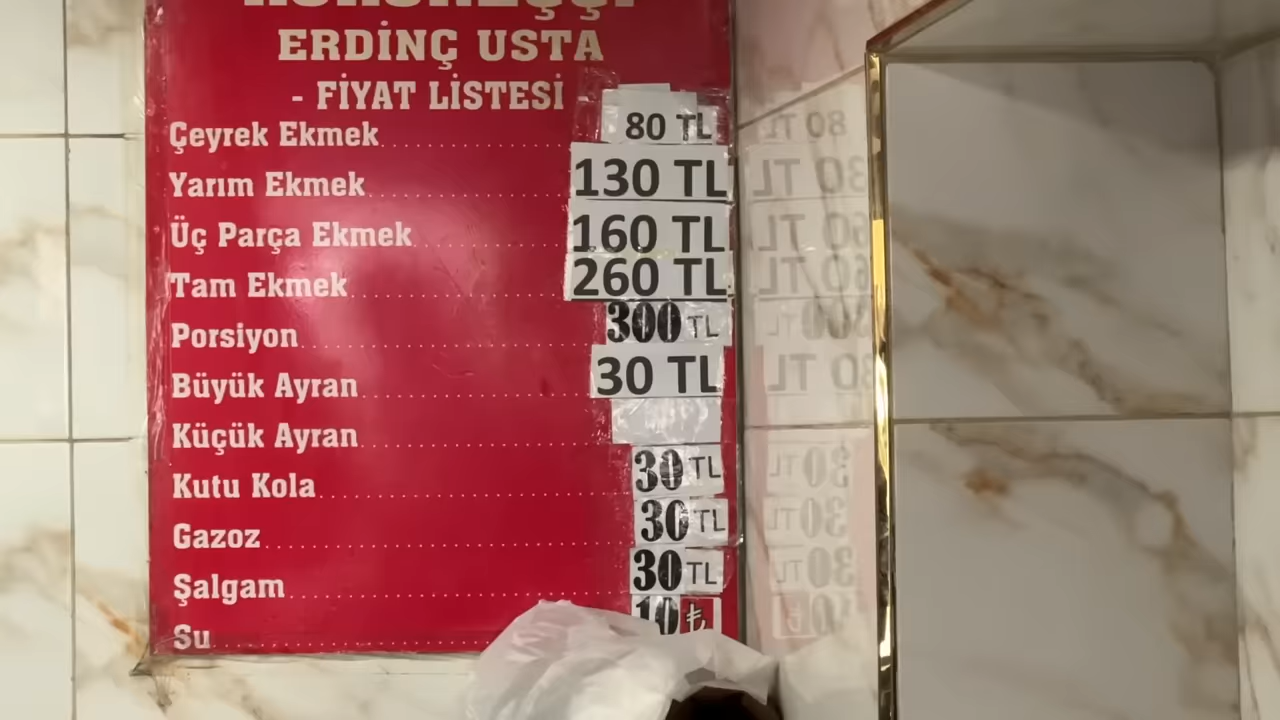 ERDİNÇ USTA
- FİYAT LİSTESİ
Çeyrek Ekmek 80 TL
Yarım Ekmek 130 TL
Üç Parça Ekmek 160 TL
Tam Ekmek 260 TL
Porsiyon 300 TL
Büyük Ayran 30 TL
Küçük Ayran
Kutu Kola 30 TL
Gazoz 30 TL
Şalgam 30 TL
Su 10 ₺